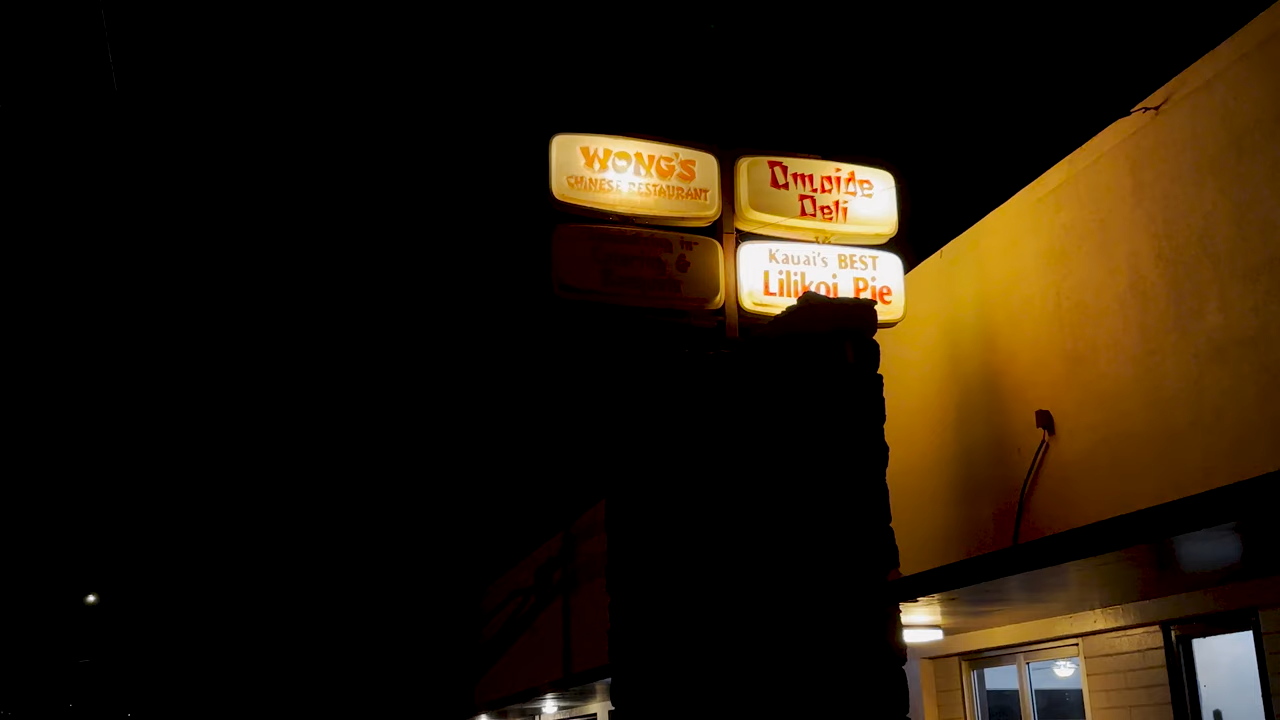 WONG'S
CHINESE RESTAURANT
Omoide
Deli
Kauai's BEST
Lilikoi Pie